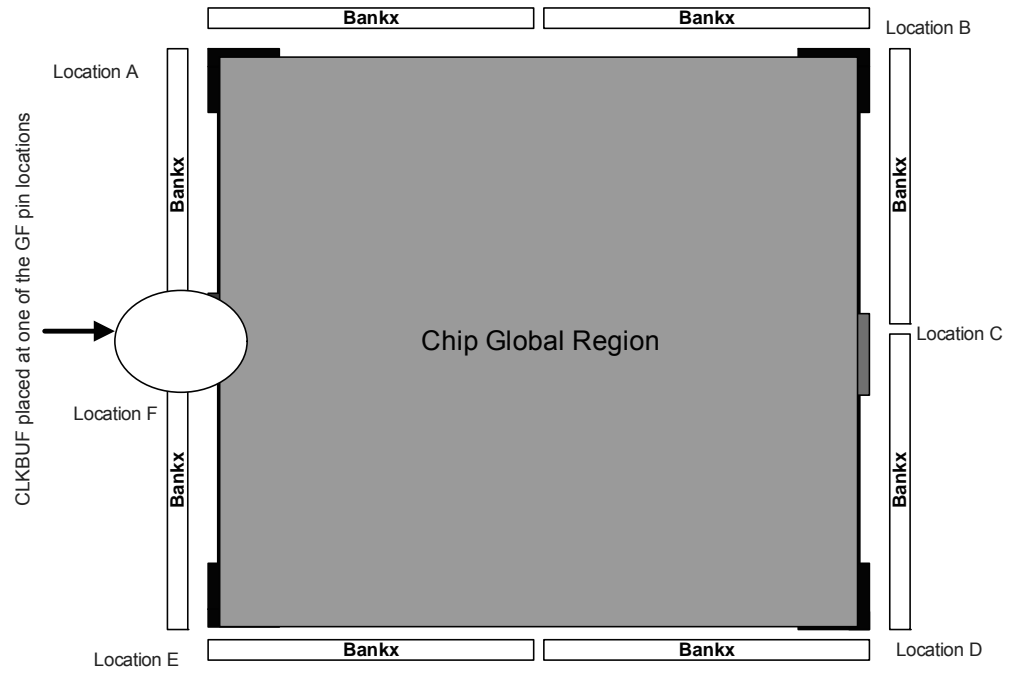 Bankx
Bankx
Location B
Location A
CLKBUF placed at one of the GF pin locations
Bankx
Bankx
Chip Global Region
Location C
Location F
Bankx
Bankx
Location E
Bankx
Bankx
Location D